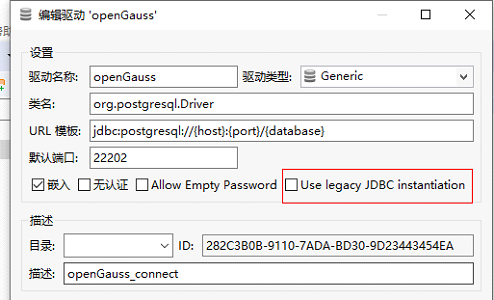 编辑驱动 'openGauss'
设置
驱动名称: openGauss 驱动类型: Generic
类名: org.postgresql.Driver
URL 模板: jdbc:postgresql://{host}:{port}/{database}
默认端口: 22202
嵌入 无认证 Allow Empty Password Use legacy JDBC instantiation
描述
目录: ID: 282C3B0B-9110-7ADA-BD30-9D23443454EA
描述: openGauss_connect